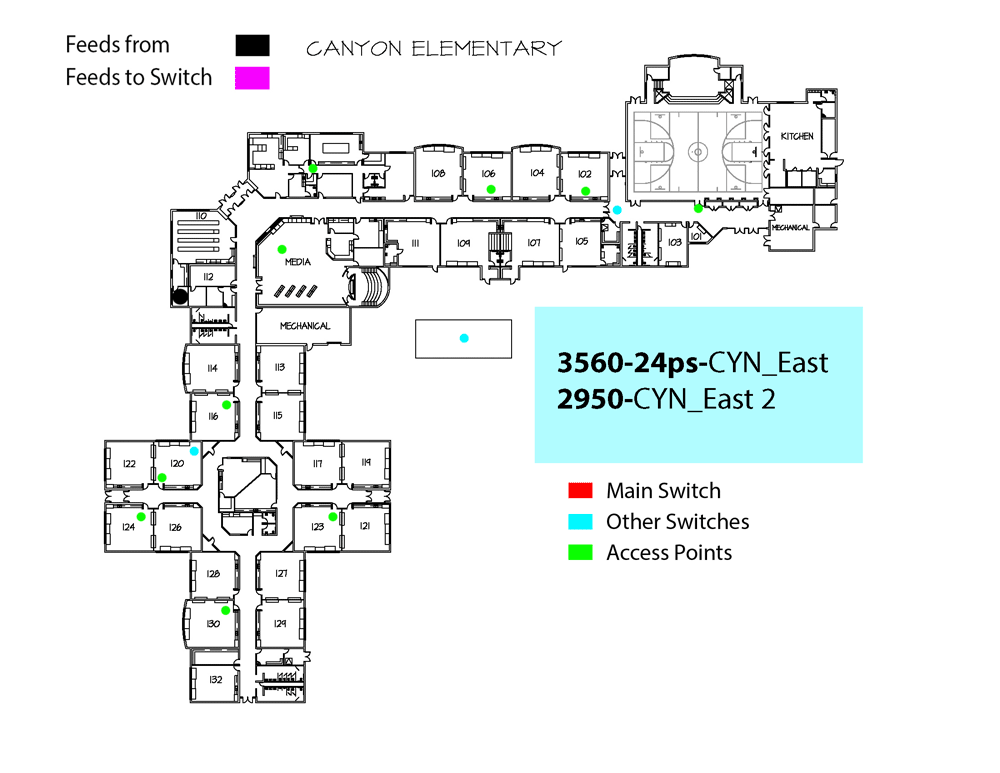 Feeds from
CANYON ELEMENTARY
Feeds to Switch
KITCHEN
108
106
104
102
110
MECHANICAL
111
109
107
105
103
101
MEDIA
112
MECHANICAL
3560-24ps-CYN_East
2950-CYN_East 2
114
113
116
115
122
120
117
119
Main Switch
Other Switches
Access Points
124
126
123
121
128
127
130
129
132